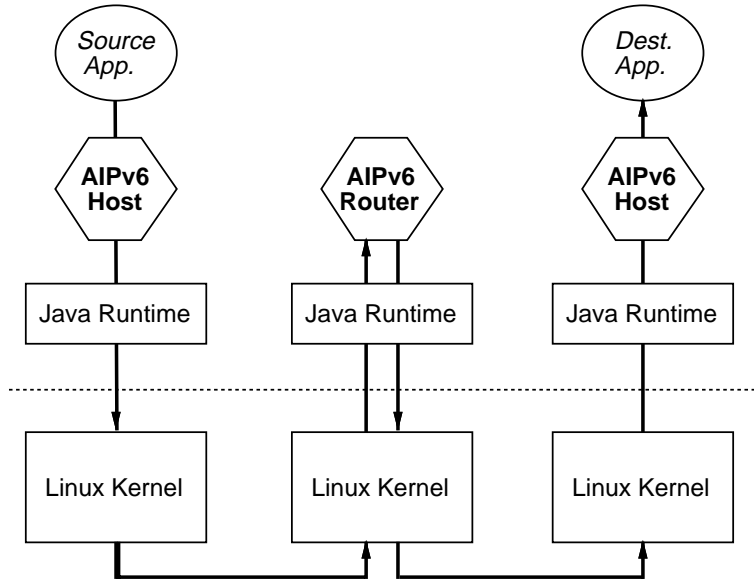 Source
App.
Dest.
App.
AIPv6
Host
AIPv6
Router
AIPv6
Host
Java Runtime
Java Runtime
Java Runtime
Linux Kernel
Linux Kernel
Linux Kernel